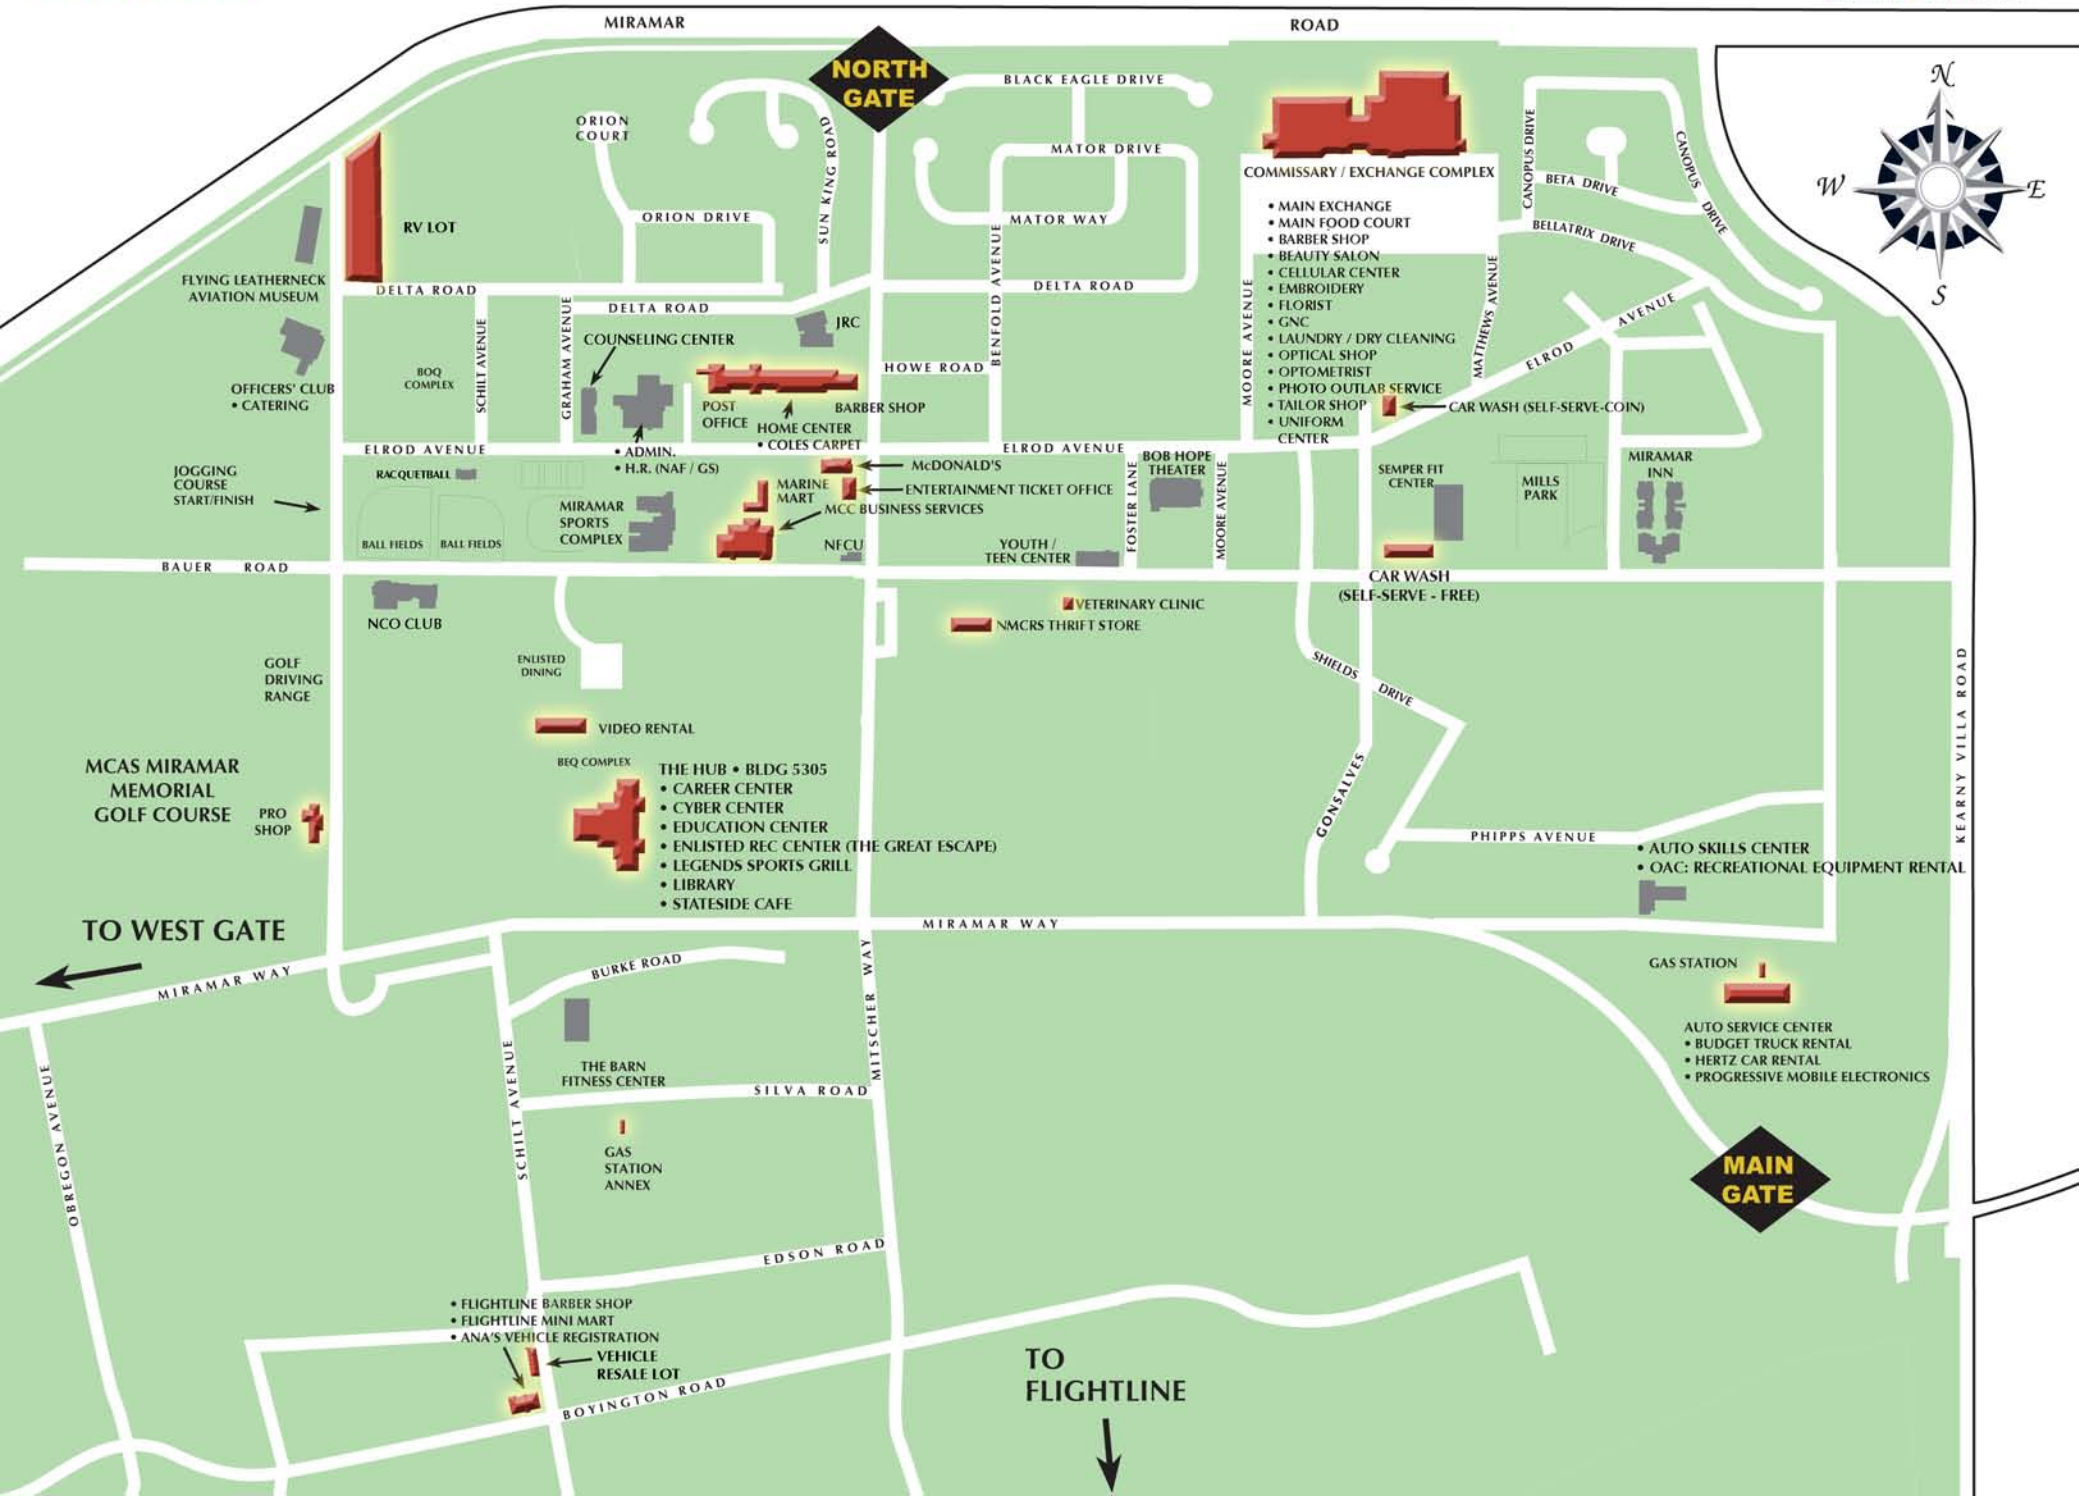 MIRAMAR
ROAD
NORTH
GATE
BLACK EAGLE DRIVE
N
W
E
S
ORION
COURT
SUN KING ROAD
MATOR DRIVE
CANOPUS DRIVE
CANOPUS DRIVE
COMMISSARY / EXCHANGE COMPLEX
BETA DRIVE
• MAIN EXCHANGE
• MAIN FOOD COURT
• BARBER SHOP
• BEAUTY SALON
• CELLULAR CENTER
• EMBROIDERY
• FLORIST
• GNC
• LAUNDRY / DRY CLEANING
• OPTICAL SHOP
• OPTOMETRIST
• PHOTO OUTLAB SERVICE
• TAILOR SHOP
• UNIFORM
CENTER
ORION DRIVE
MATOR WAY
RV LOT
BELLATRIX DRIVE
FLYING LEATHERNECK
AVIATION MUSEUM
DELTA ROAD
DELTA ROAD
DELTA ROAD
BENFOLD AVENUE
MOORE AVENUE
MATTHEWS AVENUE
ELROD AVENUE
SCHILT AVENUE
GRAHAM AVENUE
COUNSELING CENTER
JRC
HOWE ROAD
BOQ
COMPLEX
OFFICERS' CLUB
• CATERING
POST
OFFICE
BARBER SHOP
HOME CENTER
• COLES CARPET
CAR WASH (SELF-SERVE-COIN)
ELROD AVENUE
• ADMIN.
• H.R. (NAF / GS)
ELROD AVENUE
JOGGING
COURSE
START/FINISH
RACQUETBALL
McDONALD'S
MARINE
MART
ENTERTAINMENT TICKET OFFICE
MCC BUSINESS SERVICES
MIRAMAR
SPORTS
COMPLEX
BOB HOPE
THEATER
FOSTER LANE
MOORE AVENUE
SEMPER FIT
CENTER
MILLS
PARK
MIRAMAR
INN
BALL FIELDS
BALL FIELDS
NFCU
YOUTH /
TEEN CENTER
BAUER ROAD
CAR WASH
(SELF-SERVE - FREE)
NCO CLUB
VETERINARY CLINIC
NMCRS THRIFT STORE
GOLF
DRIVING
RANGE
ENLISTED
DINING
SHIELDS DRIVE
KEARNY VILLA ROAD
VIDEO RENTAL
BEQ COMPLEX
MCAS MIRAMAR
MEMORIAL
GOLF COURSE
PRO
SHOP
THE HUB • BLDG 5305
• CAREER CENTER
• CYBER CENTER
• EDUCATION CENTER
• ENLISTED REC CENTER (THE GREAT ESCAPE)
• LEGENDS SPORTS GRILL
• LIBRARY
• STATESIDE CAFE
GONSALVES
PHIPPS AVENUE
• AUTO SKILLS CENTER
• OAC: RECREATIONAL EQUIPMENT RENTAL
TO WEST GATE
MIRAMAR WAY
MIRAMAR WAY
BURKE ROAD
MITSCHER WAY
GAS STATION
AUTO SERVICE CENTER
• BUDGET TRUCK RENTAL
• HERTZ CAR RENTAL
• PROGRESSIVE MOBILE ELECTRONICS
OBREGON AVENUE
SCHILT AVENUE
THE BARN
FITNESS CENTER
SILVA ROAD
GAS
STATION
ANNEX
MAIN
GATE
EDSON ROAD
• FLIGHTLINE BARBER SHOP
• FLIGHTLINE MINI MART
• ANA'S VEHICLE REGISTRATION
VEHICLE
RESALE LOT
BOYINGTON ROAD
TO
FLIGHTLINE